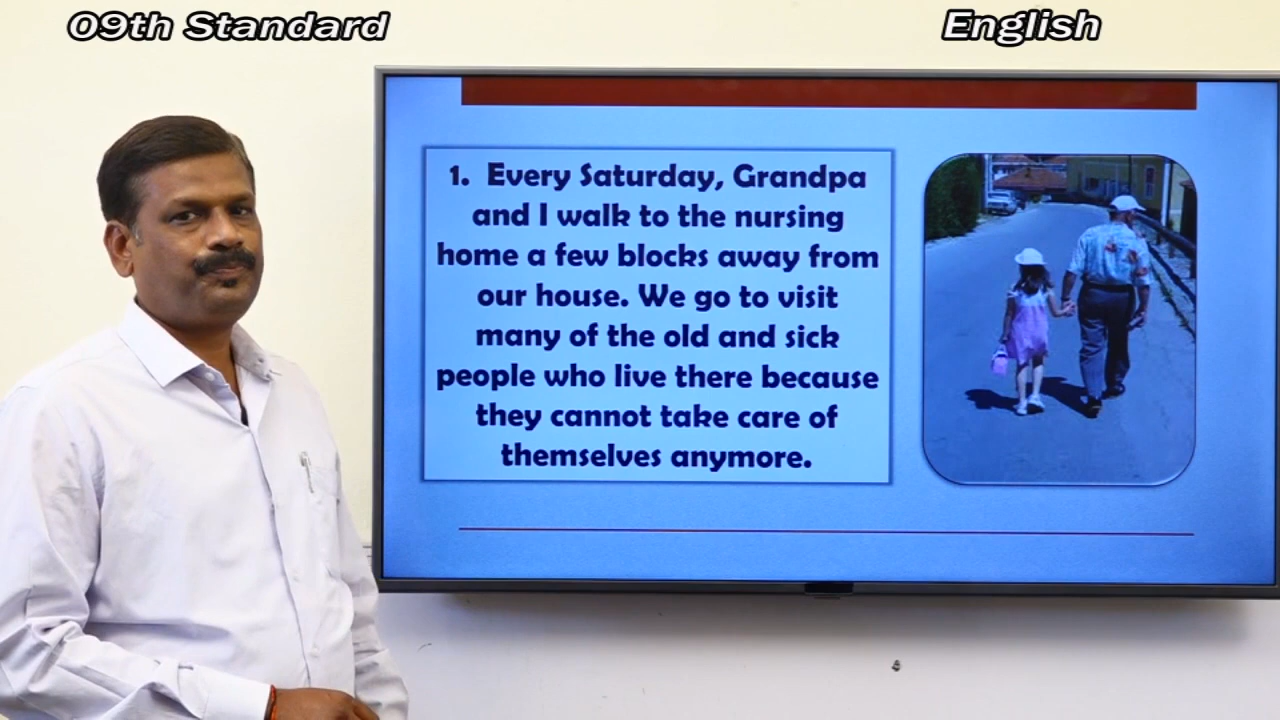 09th Standard
English
1. Every Saturday, Grandpa
and I walk to the nursing
home a few blocks away from
our house. We go to visit
many of the old and sick
people who live there because
they cannot take care of
themselves anymore.